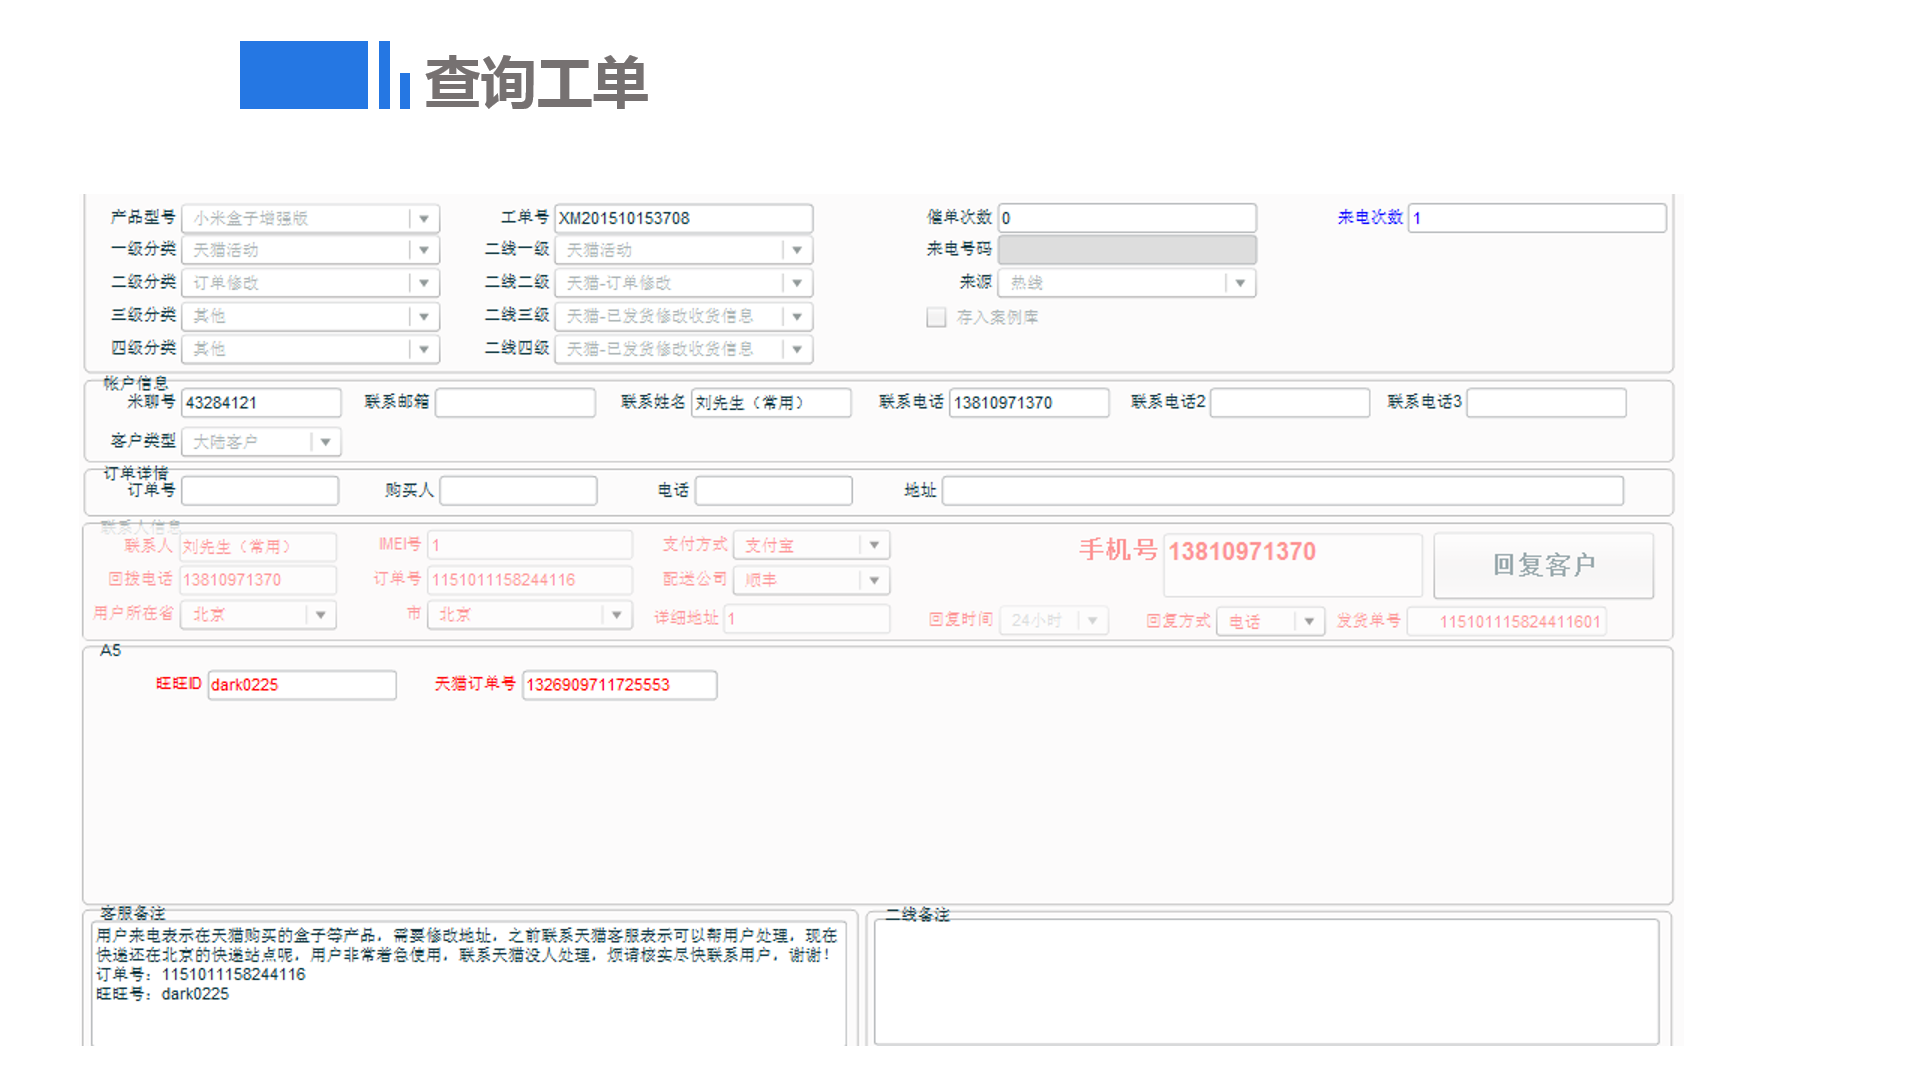 查询工单
产品型号 小米盒子增强版 工单号 XM201510153708 催单次数 0 来电次数 1
一级分类 天猫活动 二线一级 天猫活动 来电号码
二级分类 订单修改 二线二级 天猫-订单修改 来源 热线
三级分类 其他 二线三级 天猫-已发货修改收货信息 存入案例库
四级分类 其他 二线四级 天猫-已发货修改收货信息
帐户信息
米聊号 43284121 联系邮箱 联系姓名 刘先生（常用） 联系电话 13810971370 联系电话2 联系电话3
客户类型 大陆客户
订单详情
订单号 购买人 电话 地址
联系人信息
联系人 刘先生（常用） IMEI号 1 支付方式 支付宝 手机号 13810971370 回复客户
回拨电话 13810971370 订单号 1151011158244116 配送公司 顺丰
用户所在省 北京 市 北京 详细地址 1 回复时间 24小时 回复方式 电话 发货单号 115101115824411601
A5
旺旺ID dark0225 天猫订单号 1326909711725553
客服备注 二线备注
用户来电表示在天猫购买的盒子等产品，需要修改地址，之前联系天猫客服表示可以帮用户处理，现在
快递还在北京的快递站点呢，用户非常着急使用，联系天猫没人处理，烦请核实尽快联系用户，谢谢！
订单号：1151011158244116
旺旺号：dark0225